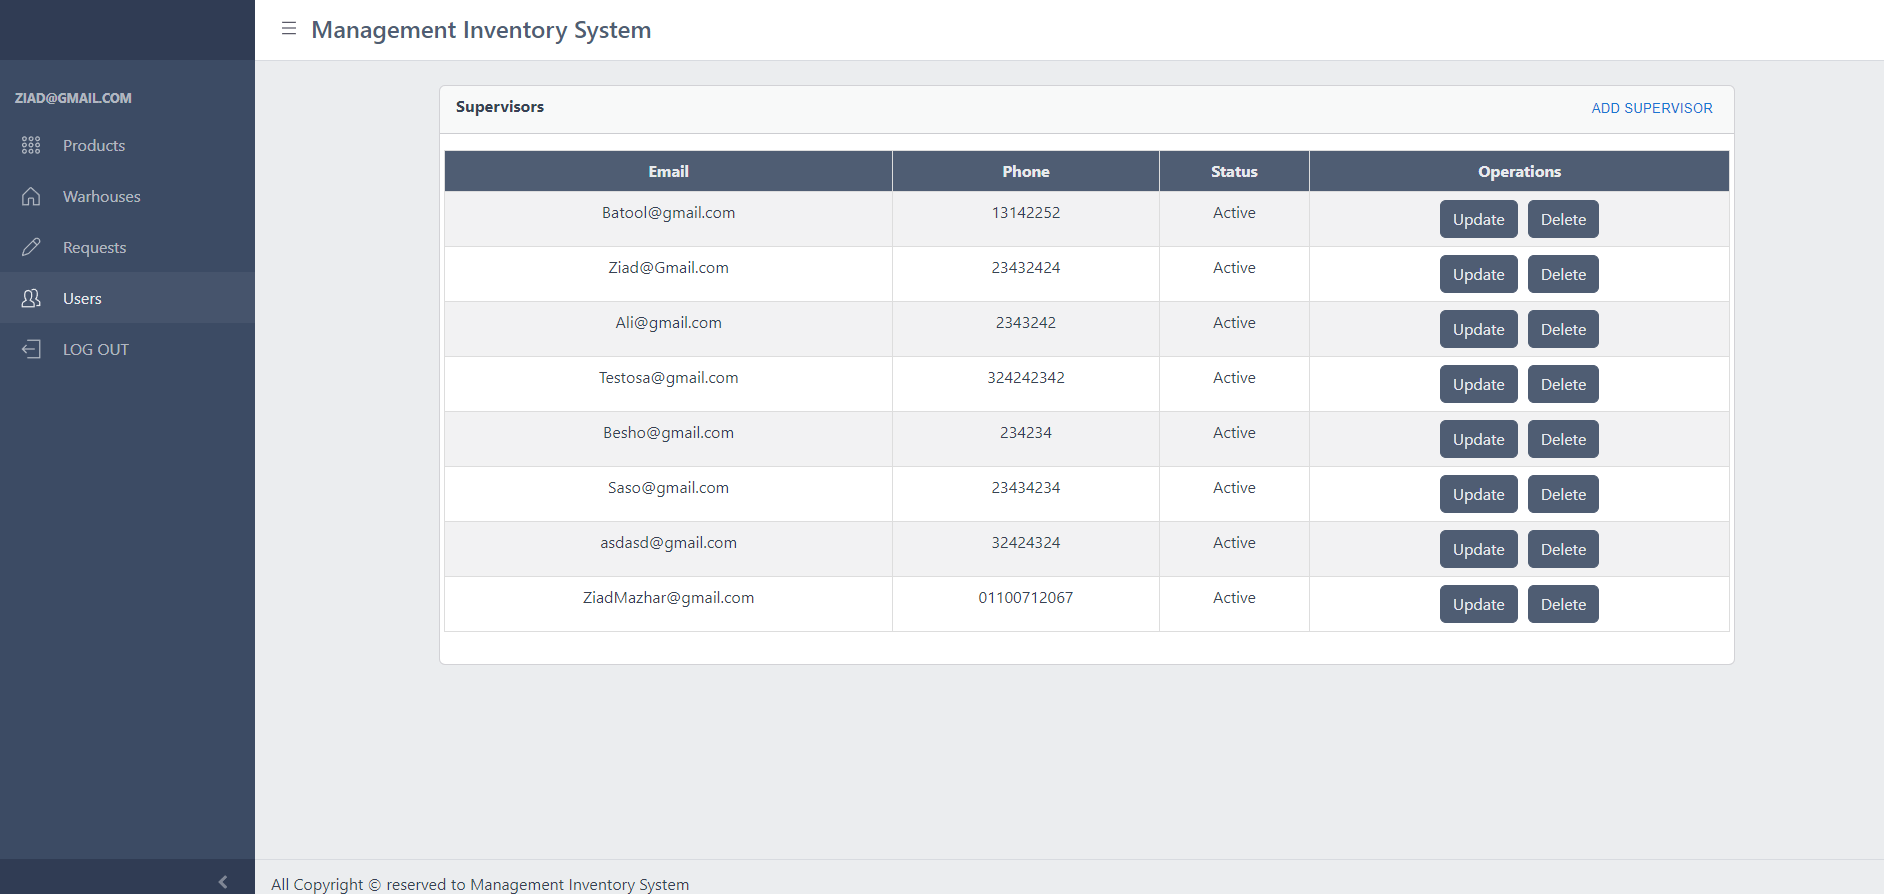 Management Inventory System
ZIAD@GMAIL.COM
Products
Warhouses
Requests
Users
LOG OUT
Supervisors ADD SUPERVISOR
Email Phone Status Operations
Batool@gmail.com 13142252 Active Update Delete
Ziad@Gmail.com 23432424 Active Update Delete
Ali@gmail.com 2343242 Active Update Delete
Testosa@gmail.com 324242342 Active Update Delete
Besho@gmail.com 234234 Active Update Delete
Saso@gmail.com 23434234 Active Update Delete
asdasd@gmail.com 32424324 Active Update Delete
ZiadMazhar@gmail.com 01100712067 Active Update Delete
All Copyright © reserved to Management Inventory System